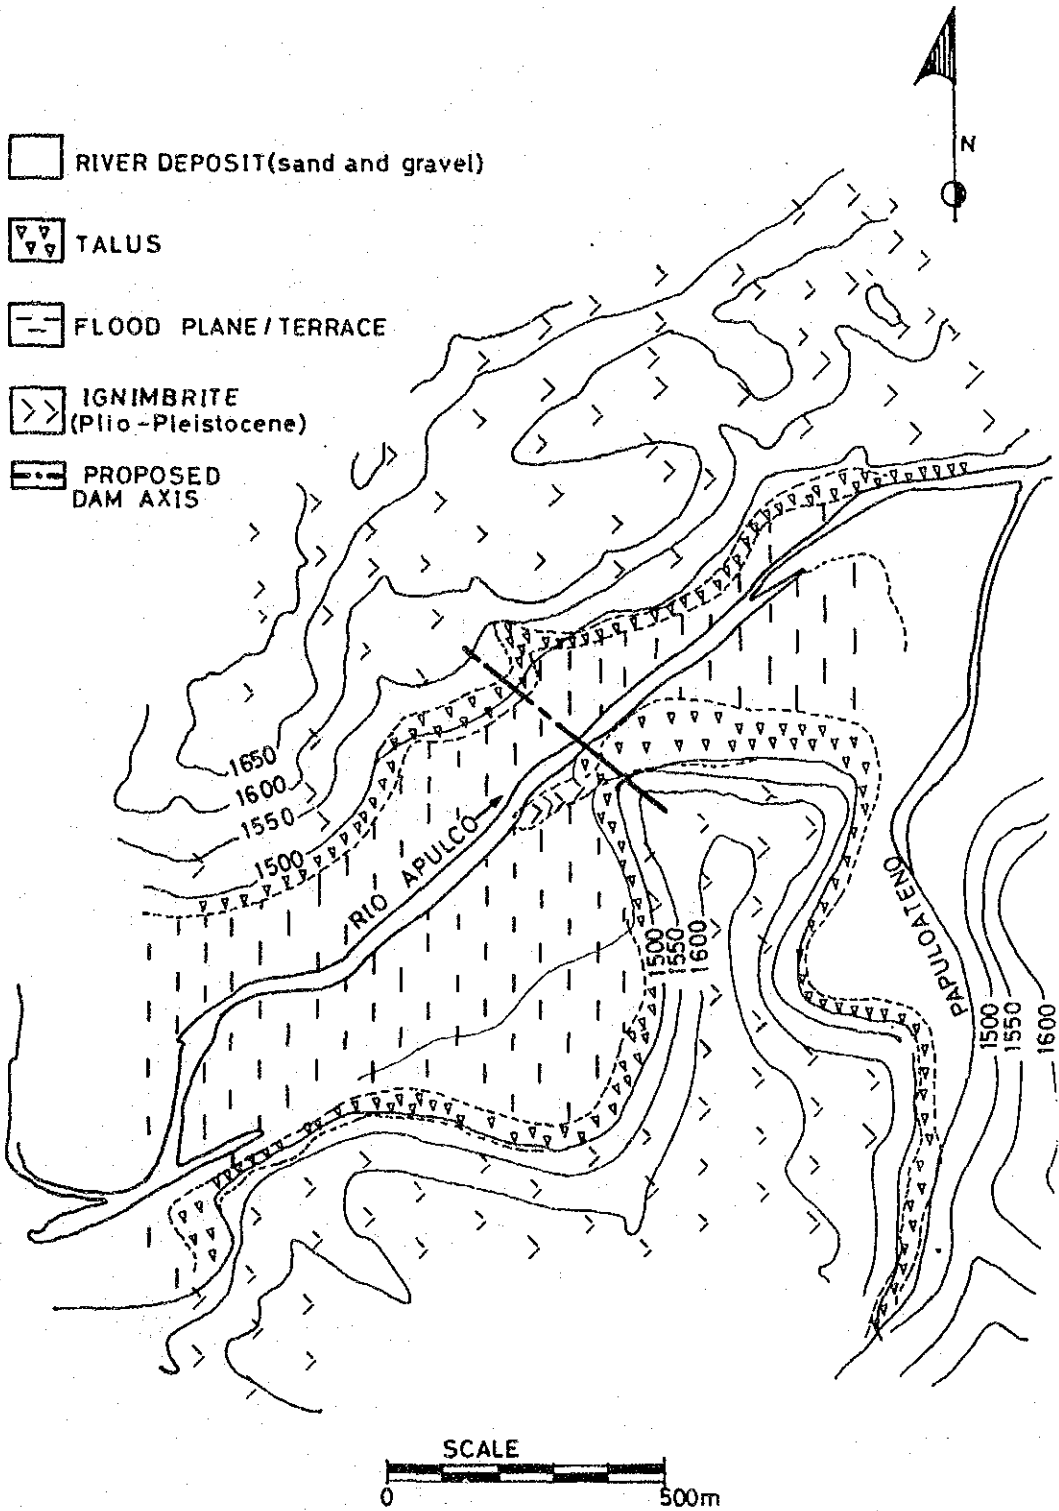 N
RIVER DEPOSIT(sand and gravel)
TALUS
FLOOD PLANE/TERRACE
IGNIMBRITE
(Plio-Pleistocene)
PROPOSED
DAM AXIS
1650
1600
1550
1500
RIO APULCO
PAPULOATENO
1500
1550
1600
1500
1550
1600
SCALE
0 500m